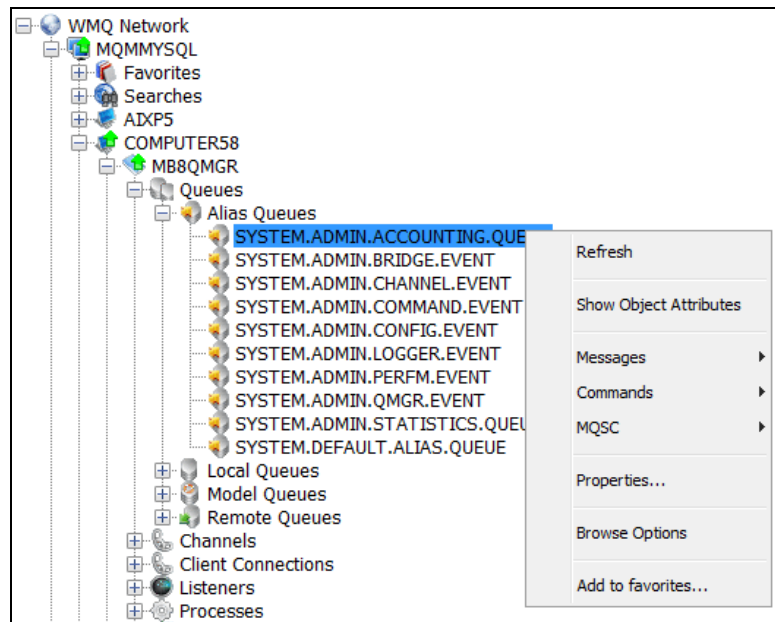 WMQ Network
MQMMYSQL
Favorites
Searches
AIXP5
COMPUTER58
MB8QMGR
Queues
Alias Queues
SYSTEM.ADMIN.ACCOUNTING.QUE
SYSTEM.ADMIN.BRIDGE.EVENT
SYSTEM.ADMIN.CHANNEL.EVENT
SYSTEM.ADMIN.COMMAND.EVENT
SYSTEM.ADMIN.CONFIG.EVENT
SYSTEM.ADMIN.LOGGER.EVENT
SYSTEM.ADMIN.PERFM.EVENT
SYSTEM.ADMIN.QMGR.EVENT
SYSTEM.ADMIN.STATISTICS.QUEU
SYSTEM.DEFAULT.ALIAS.QUEUE
Local Queues
Model Queues
Remote Queues
Channels
Client Connections
Listeners
Processes
Refresh
Show Object Attributes
Messages
Commands
MQSC
Properties...
Browse Options
Add to favorites...